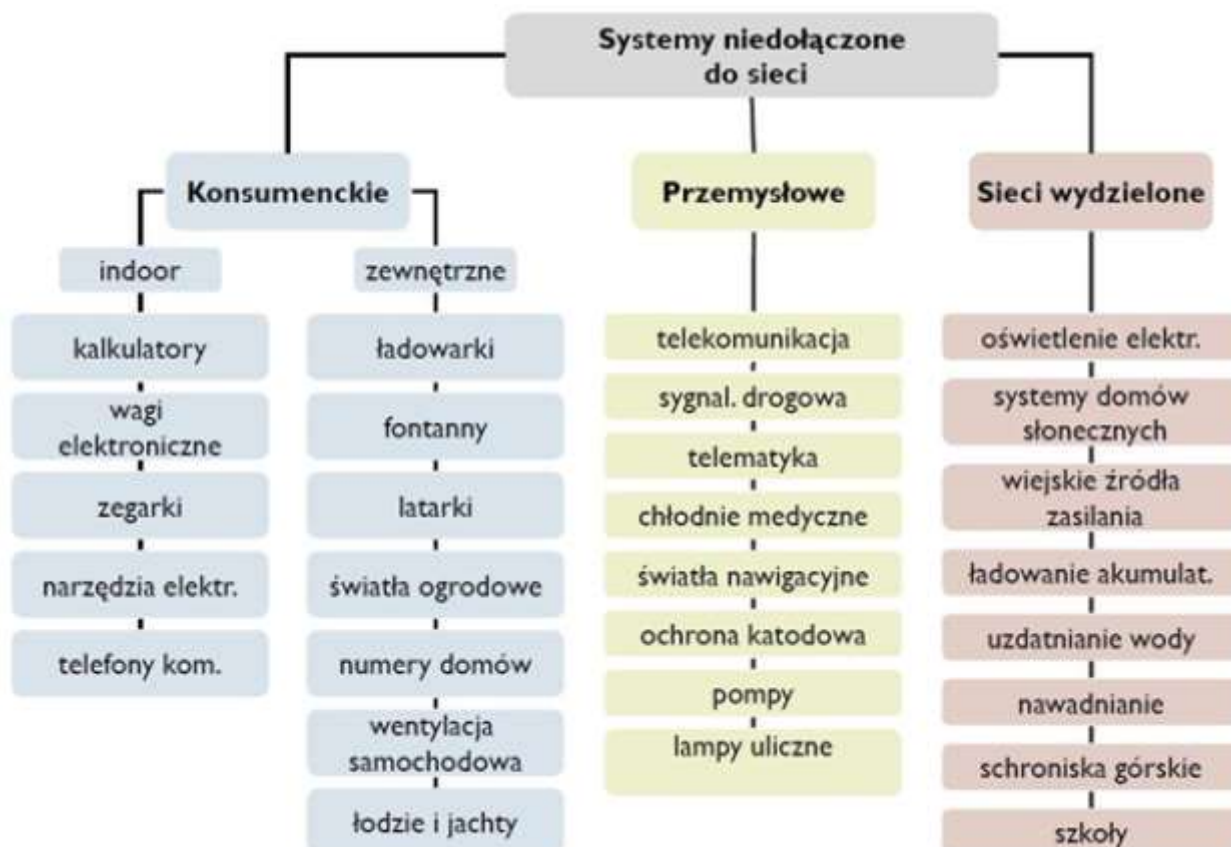 Systemy niedołączone
do sieci
Konsumenckie
indoor
kalkulatory
wagi
elektroniczne
zegarki
narzędzia elektr.
telefony kom.
zewnętrzne
ładowarki
fontanny
latarki
światła ogrodowe
numery domów
wentylacja
samochodowa
łodzie i jachty
Przemysłowe
telekomunikacja
sygnal. drogowa
telematyka
chłodnie medyczne
światła nawigacyjne
ochrona katodowa
pompy
lampy uliczne
Sieci wydzielone
oświetlenie elektr.
systemy domów
słonecznych
wiejskie źródła
zasilania
ładowanie akumulat.
uzdatnianie wody
nawadnianie
schroniska górskie
szkoły